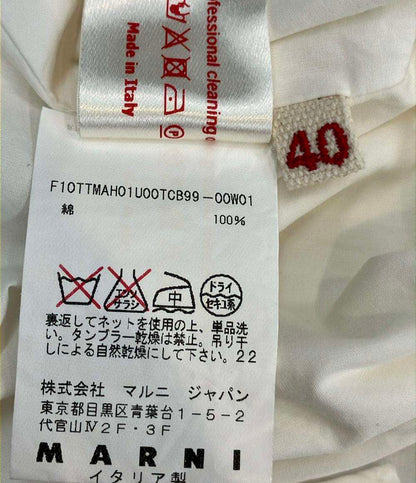 ofessional cleaning o
Made in Italy
40
F10TTMAH01U00TCB99-00W01
綿 100%
エンソ
サラシ
中
ドライ
セキユ系
裏返してネットを使用の上、単品洗
い。タンブラー乾燥は禁止。吊り干
しによる自然乾燥にして下さい。22
株式会社 マルニ ジャパン
東京都目黒区青葉台1-5-2
代官山Ⅳ2F・3F
MARNI
イタリア製